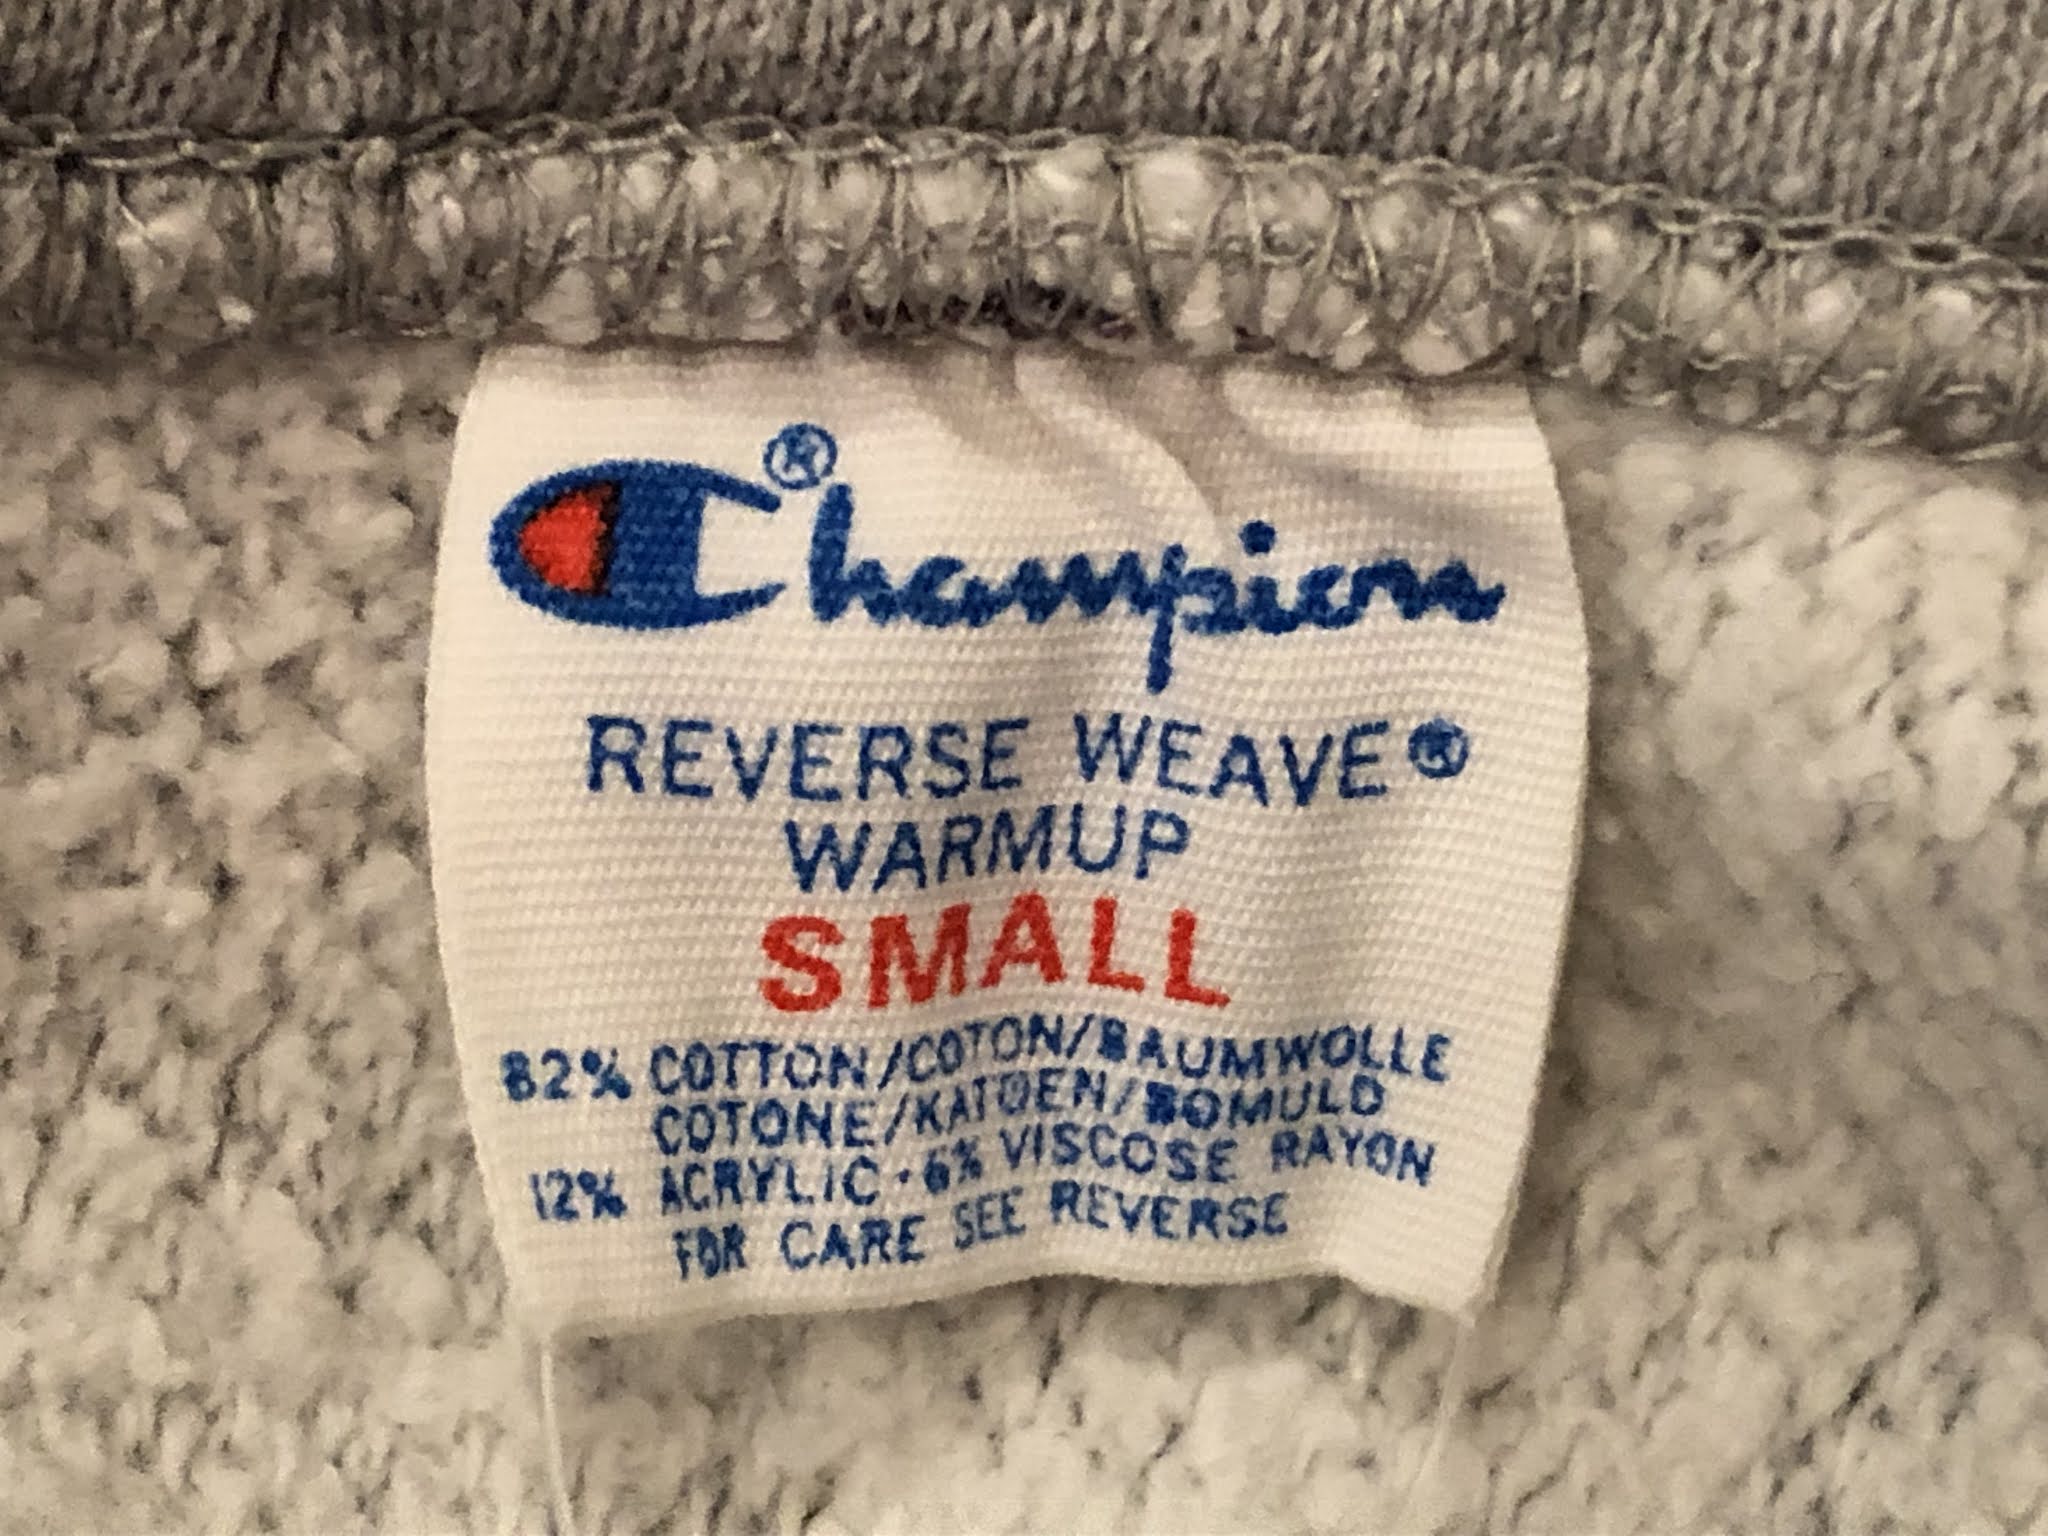 Champion®
REVERSE WEAVE®
WARMUP
SMALL
82% COTTON/COTON/BAUMWOLLE
COTONE/KATOEN/BOMULD
12% ACRYLIC • 6% VISCOSE RAYON
FOR CARE SEE REVERSE